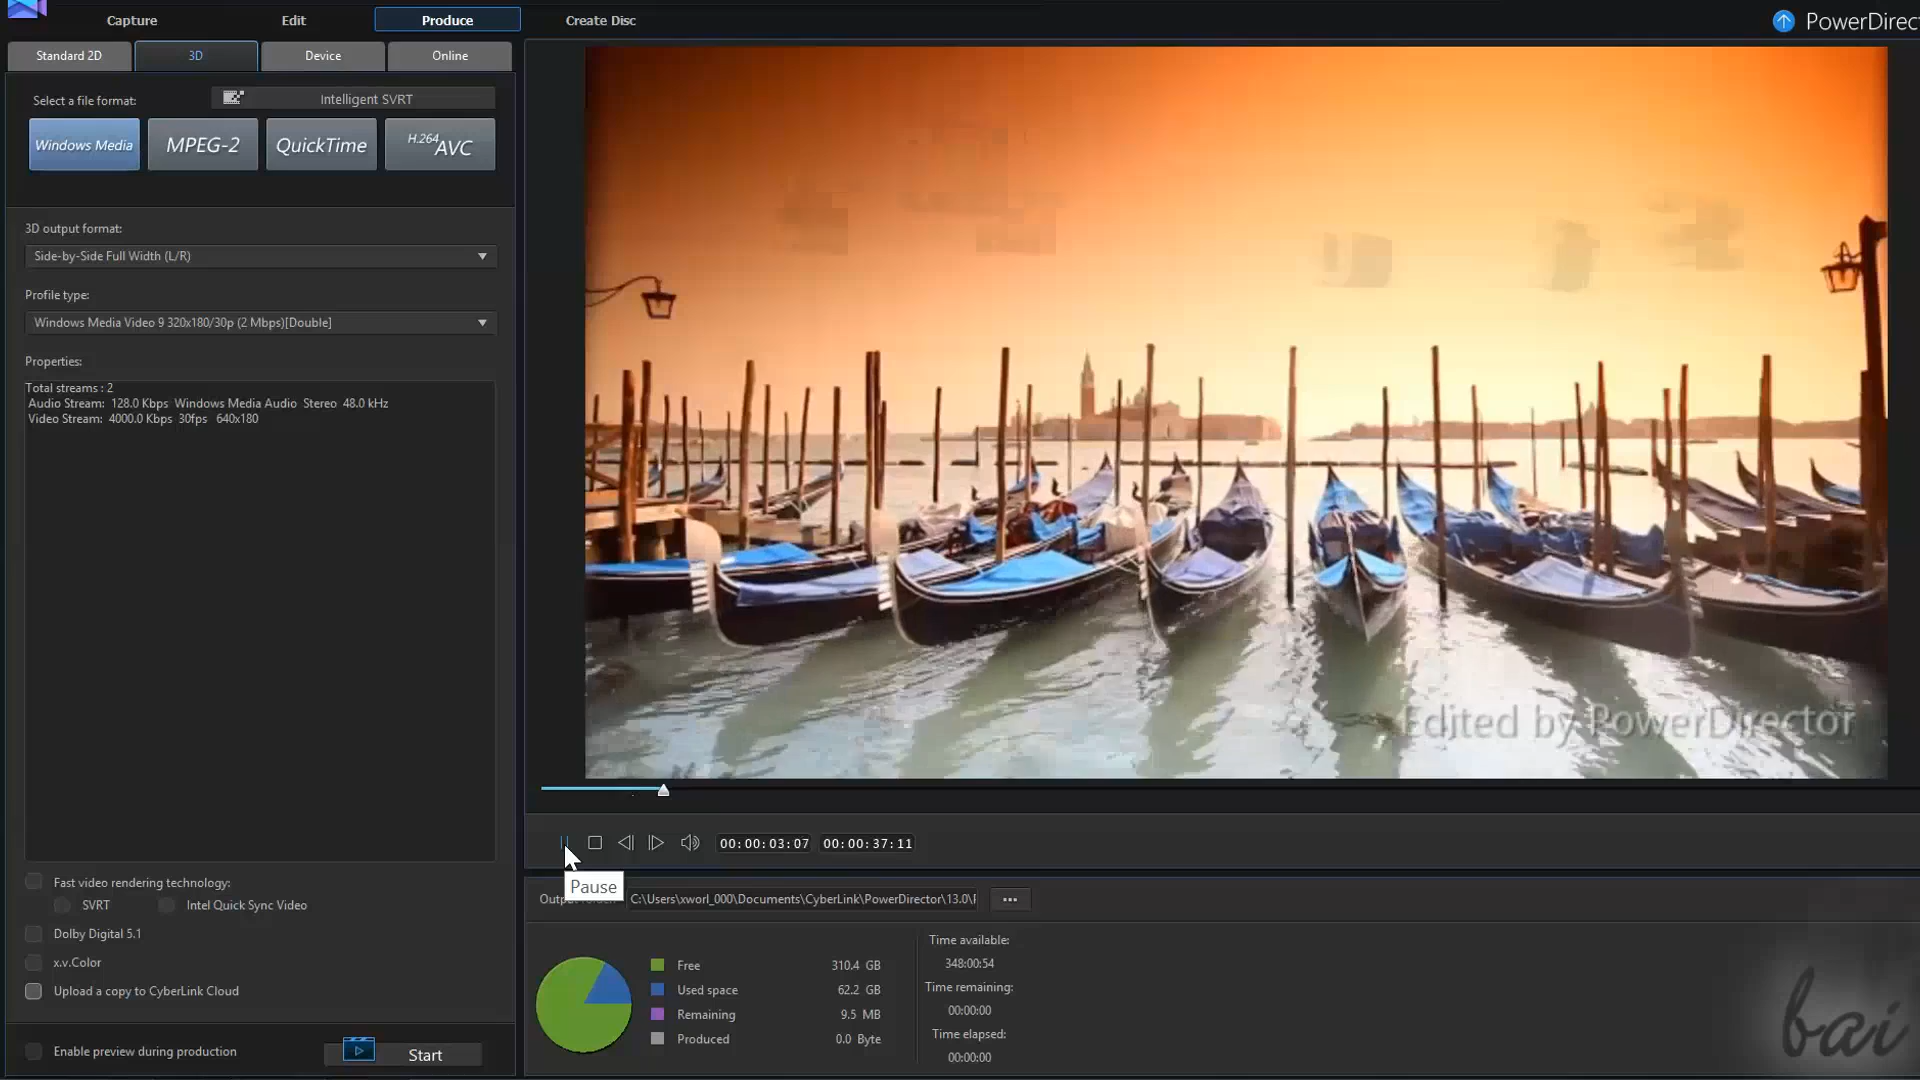 Capture
Edit
Produce
Create Disc
PowerDirec
Standard 2D
3D
Device
Online
Select a file format:
Intelligent SVRT
Windows Media
MPEG-2
QuickTime
H.264 AVC
3D output format:
Side-by-Side Full Width (L/R)
Profile type:
Windows Media Video 9 320x180/30p (2 Mbps)[Double]
Properties:
Total streams : 2
Audio Stream: 128.0 Kbps Windows Media Audio Stereo 48.0 kHz
Video Stream: 4000.0 Kbps 30fps 640x180
Edited by PowerDirector
00:00:03:07 00:00:37:11
Pause
C:\Users\xworl_000\Documents\CyberLink\PowerDirector\13.0\
...
Fast video rendering technology:
SVRT
Intel Quick Sync Video
Dolby Digital 5.1
x.v.Color
Upload a copy to CyberLink Cloud
Enable preview during production
Start
Free 310.4 GB
Used space 62.2 GB
Remaining 9.5 MB
Produced 0.0 Byte
Time available:
348:00:54
Time remaining:
00:00:00
Time elapsed:
00:00:00
bai